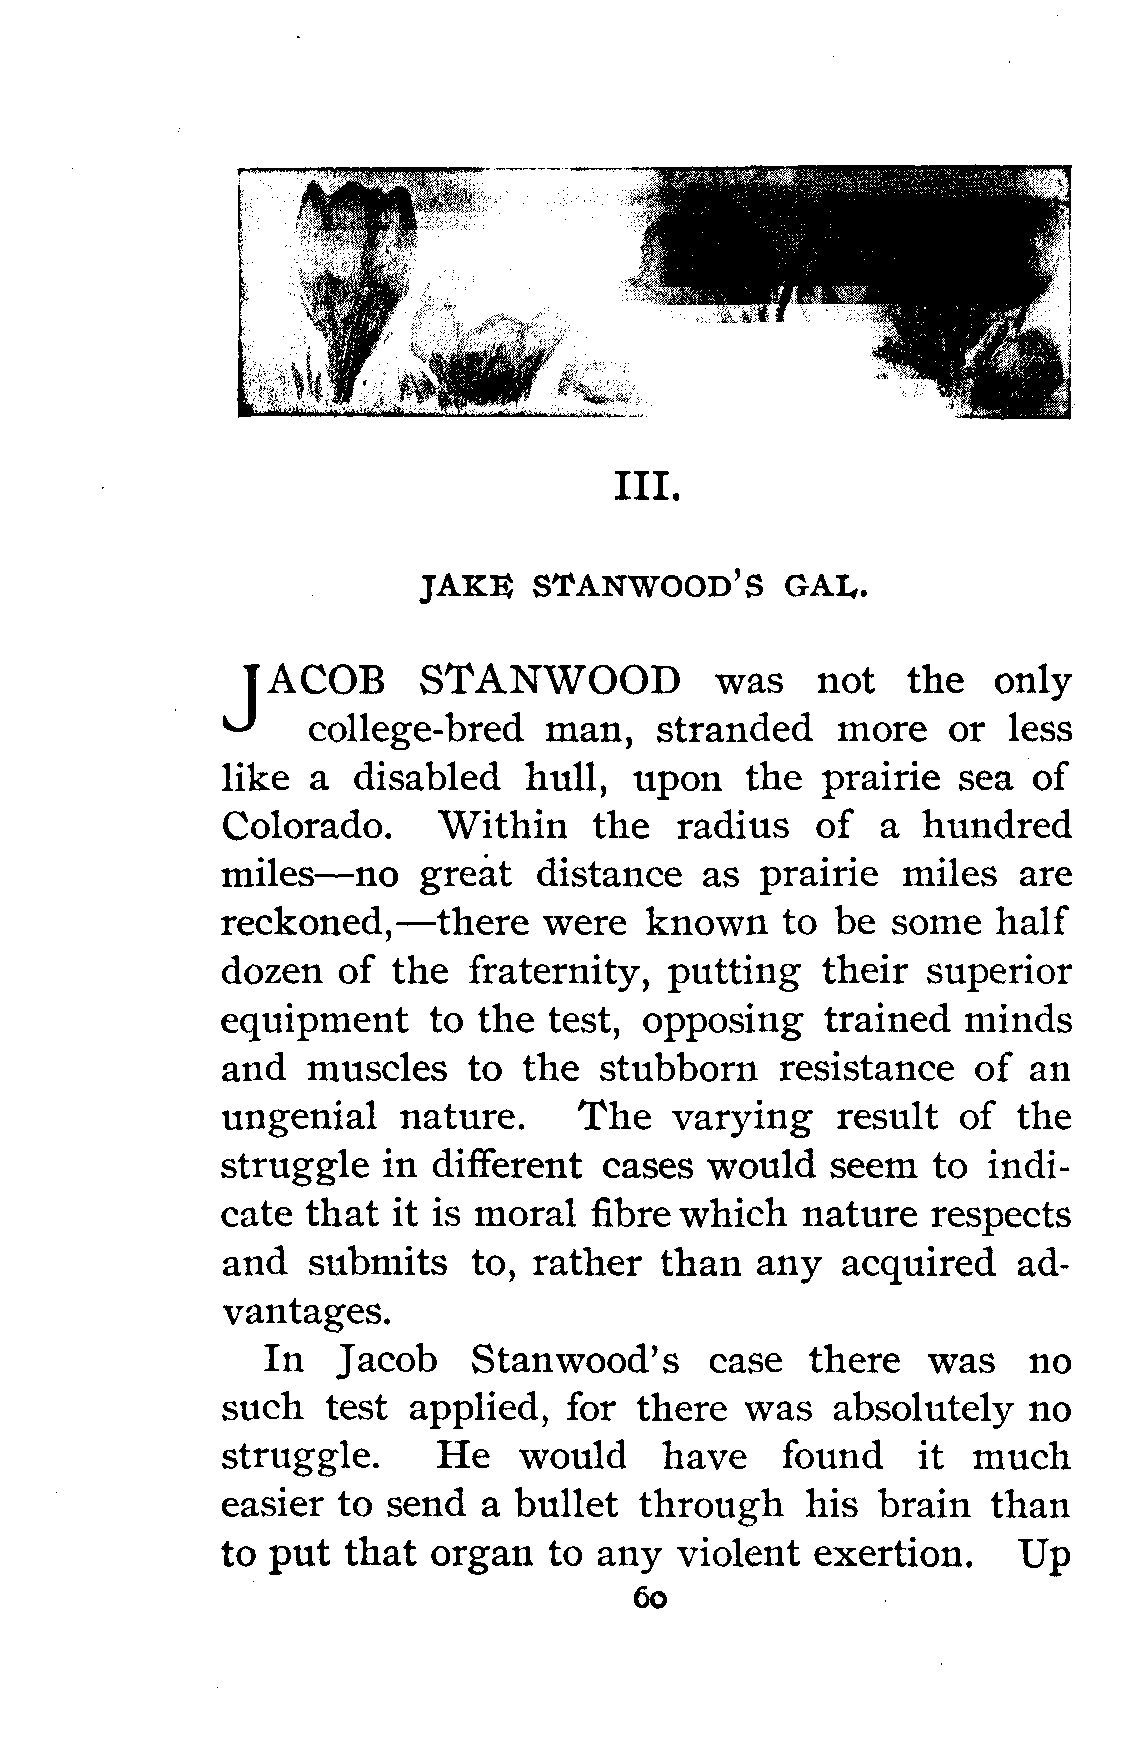 III.
JAKE STANWOOD'S GAL.
JACOB STANWOOD was not the only
college-bred man, stranded more or less
like a disabled hull, upon the prairie sea of
Colorado. Within the radius of a hundred
miles—no great distance as prairie miles are
reckoned,—there were known to be some half
dozen of the fraternity, putting their superior
equipment to the test, opposing trained minds
and muscles to the stubborn resistance of an
ungenial nature. The varying result of the
struggle in different cases would seem to indi-
cate that it is moral fibre which nature respects
and submits to, rather than any acquired ad-
vantages.
In Jacob Stanwood's case there was no
such test applied, for there was absolutely no
struggle. He would have found it much
easier to send a bullet through his brain than
to put that organ to any violent exertion. Up
60